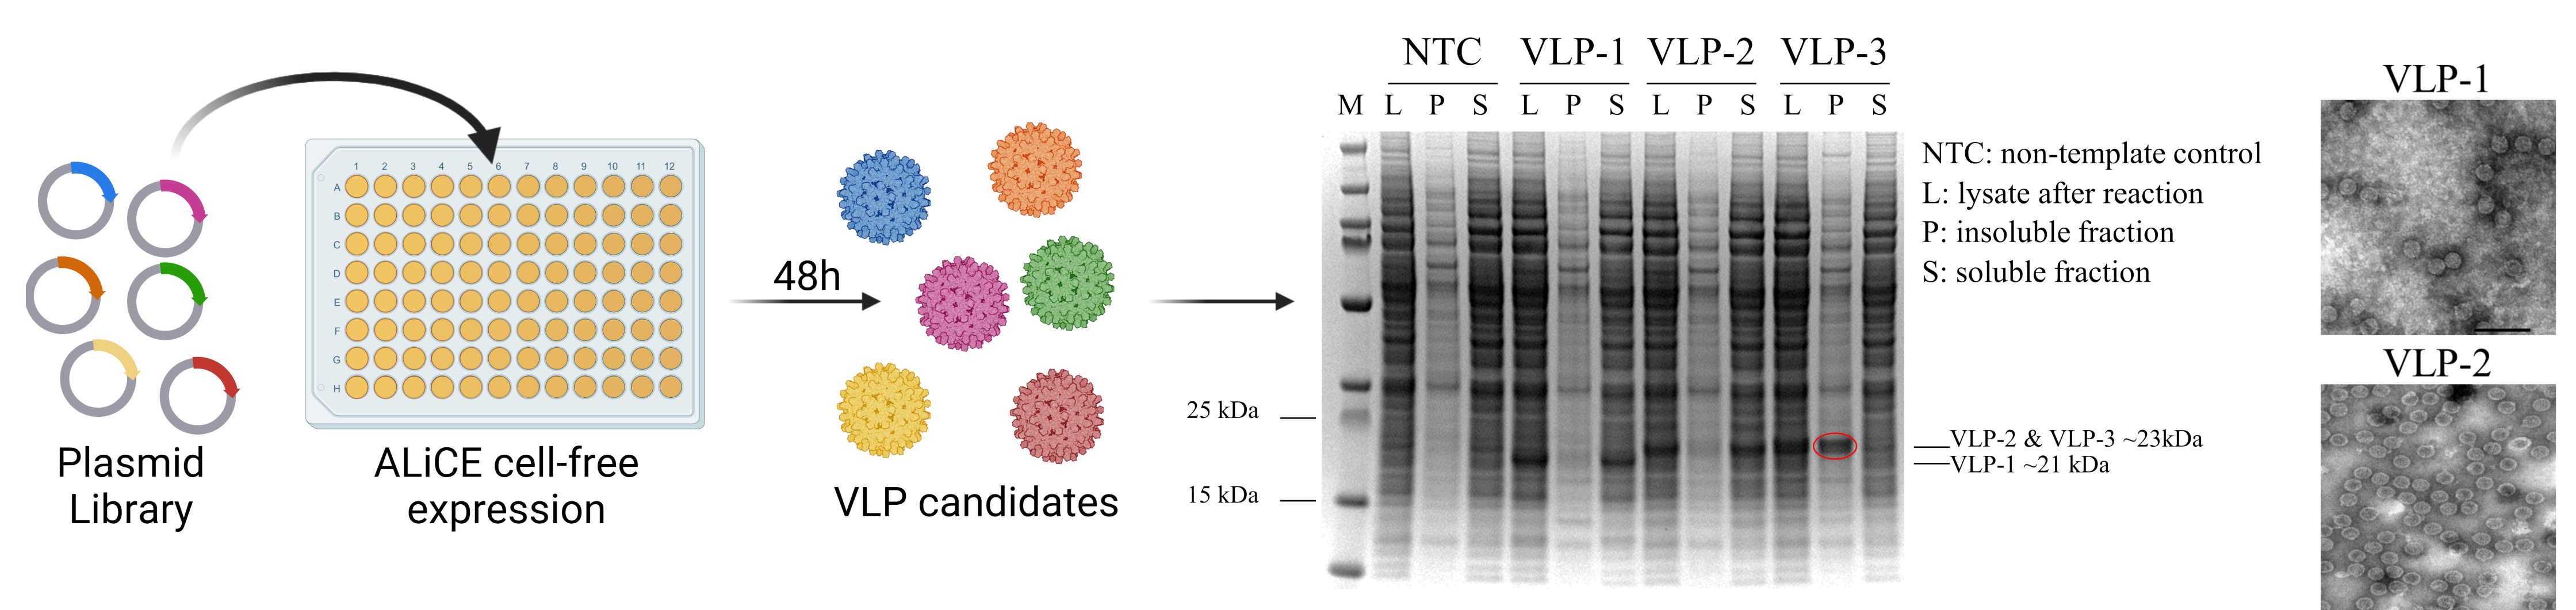 Plasmid
Library
1 2 3 4 5 6 7 8 9 10 11 12
A
B
C
D
E
F
G
H
ALiCE cell-free
expression
48h
VLP candidates
NTC VLP-1 VLP-2 VLP-3
M L P S L P S L P S L P S
25 kDa
15 kDa
NTC: non-template control
L: lysate after reaction
P: insoluble fraction
S: soluble fraction
VLP-2 & VLP-3 ~23kDa
VLP-1 ~21 kDa
VLP-1
VLP-2